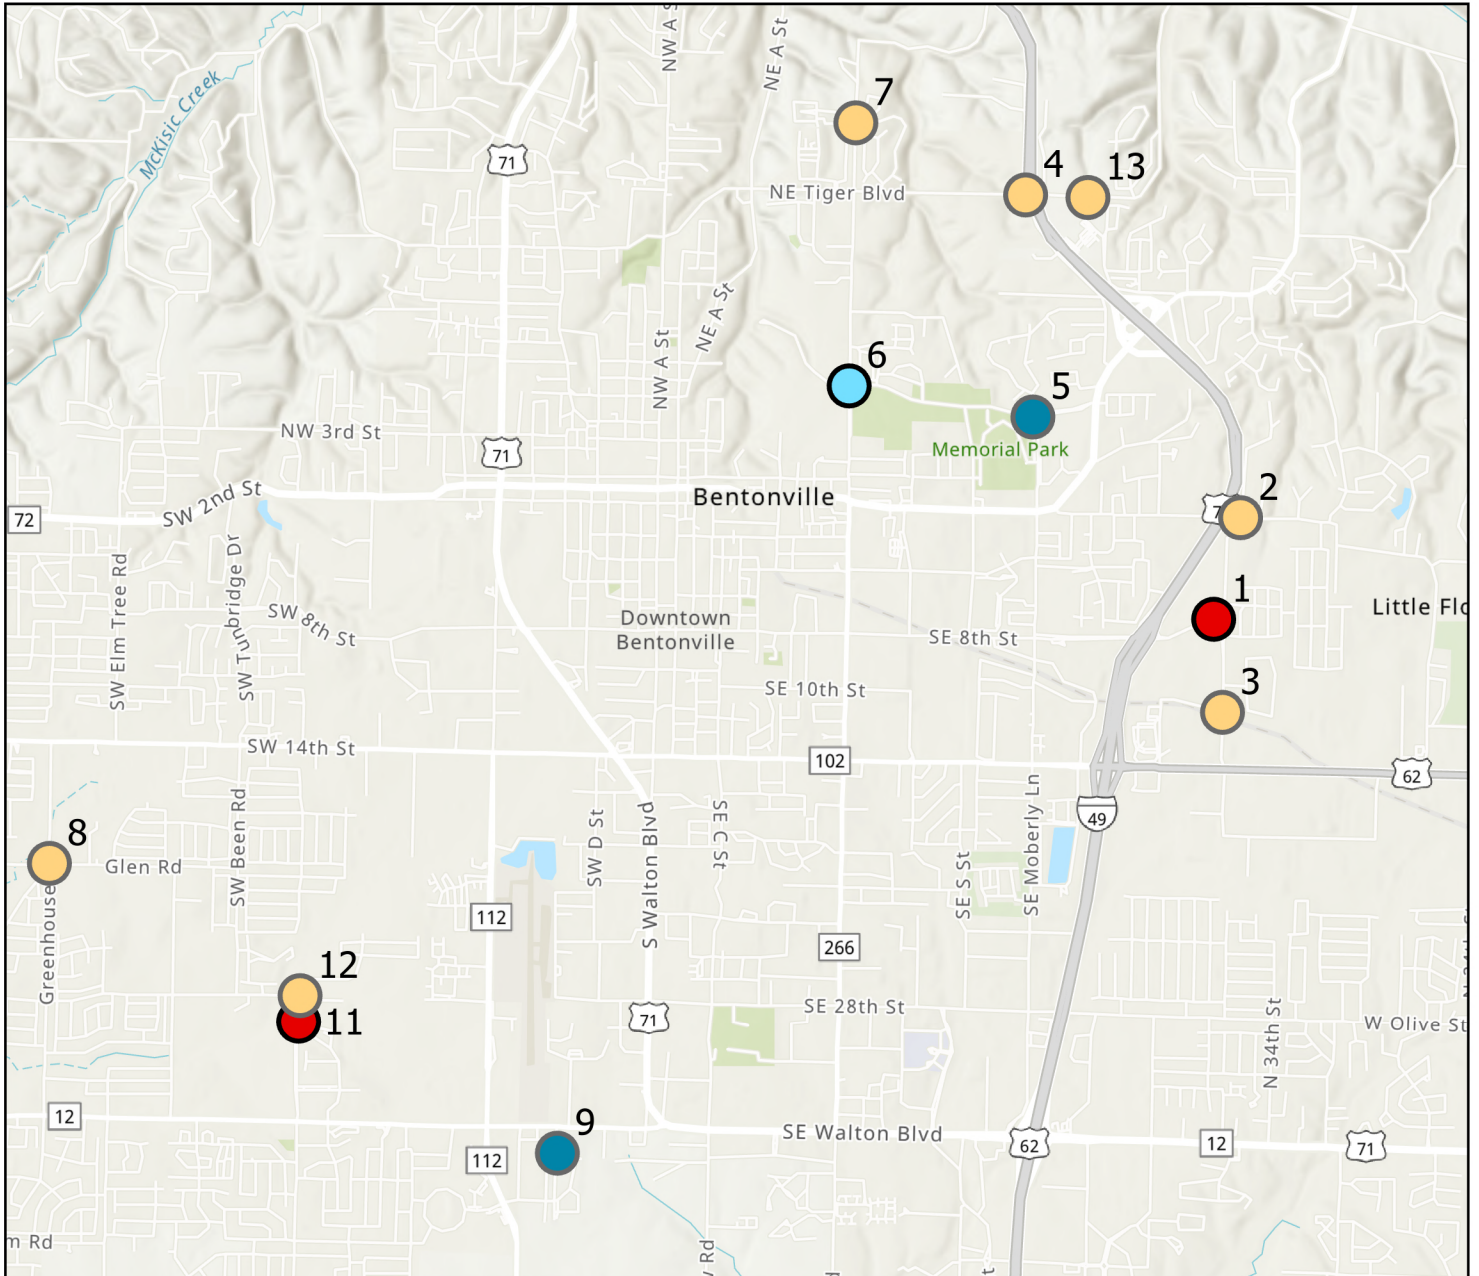 NW A S
NE A St
McKisic Creek
7
71
4
13
NE Tiger Blvd
NE A St
NW A St
6
5
NW 3rd St
71
Memorial Park
SW 2nd St
Bentonville
2
72
7
SW Elm Tree Rd
SW Tunbridge Dr
SW 8th St
1
Little Flo
Downtown
Bentonville
SE 8th St
3
SE 10th St
SW 14th St
102
62
49
8
Glen Rd
SW Been Rd
SW D St
S Walton Blvd
SE C St
SE S St
SE Moberly Ln
112
Greenhouse
266
12
11
71
SE 28th St
N 34th St
W Olive St
12
9
SE Walton Blvd
62
12
71
112
m Rd